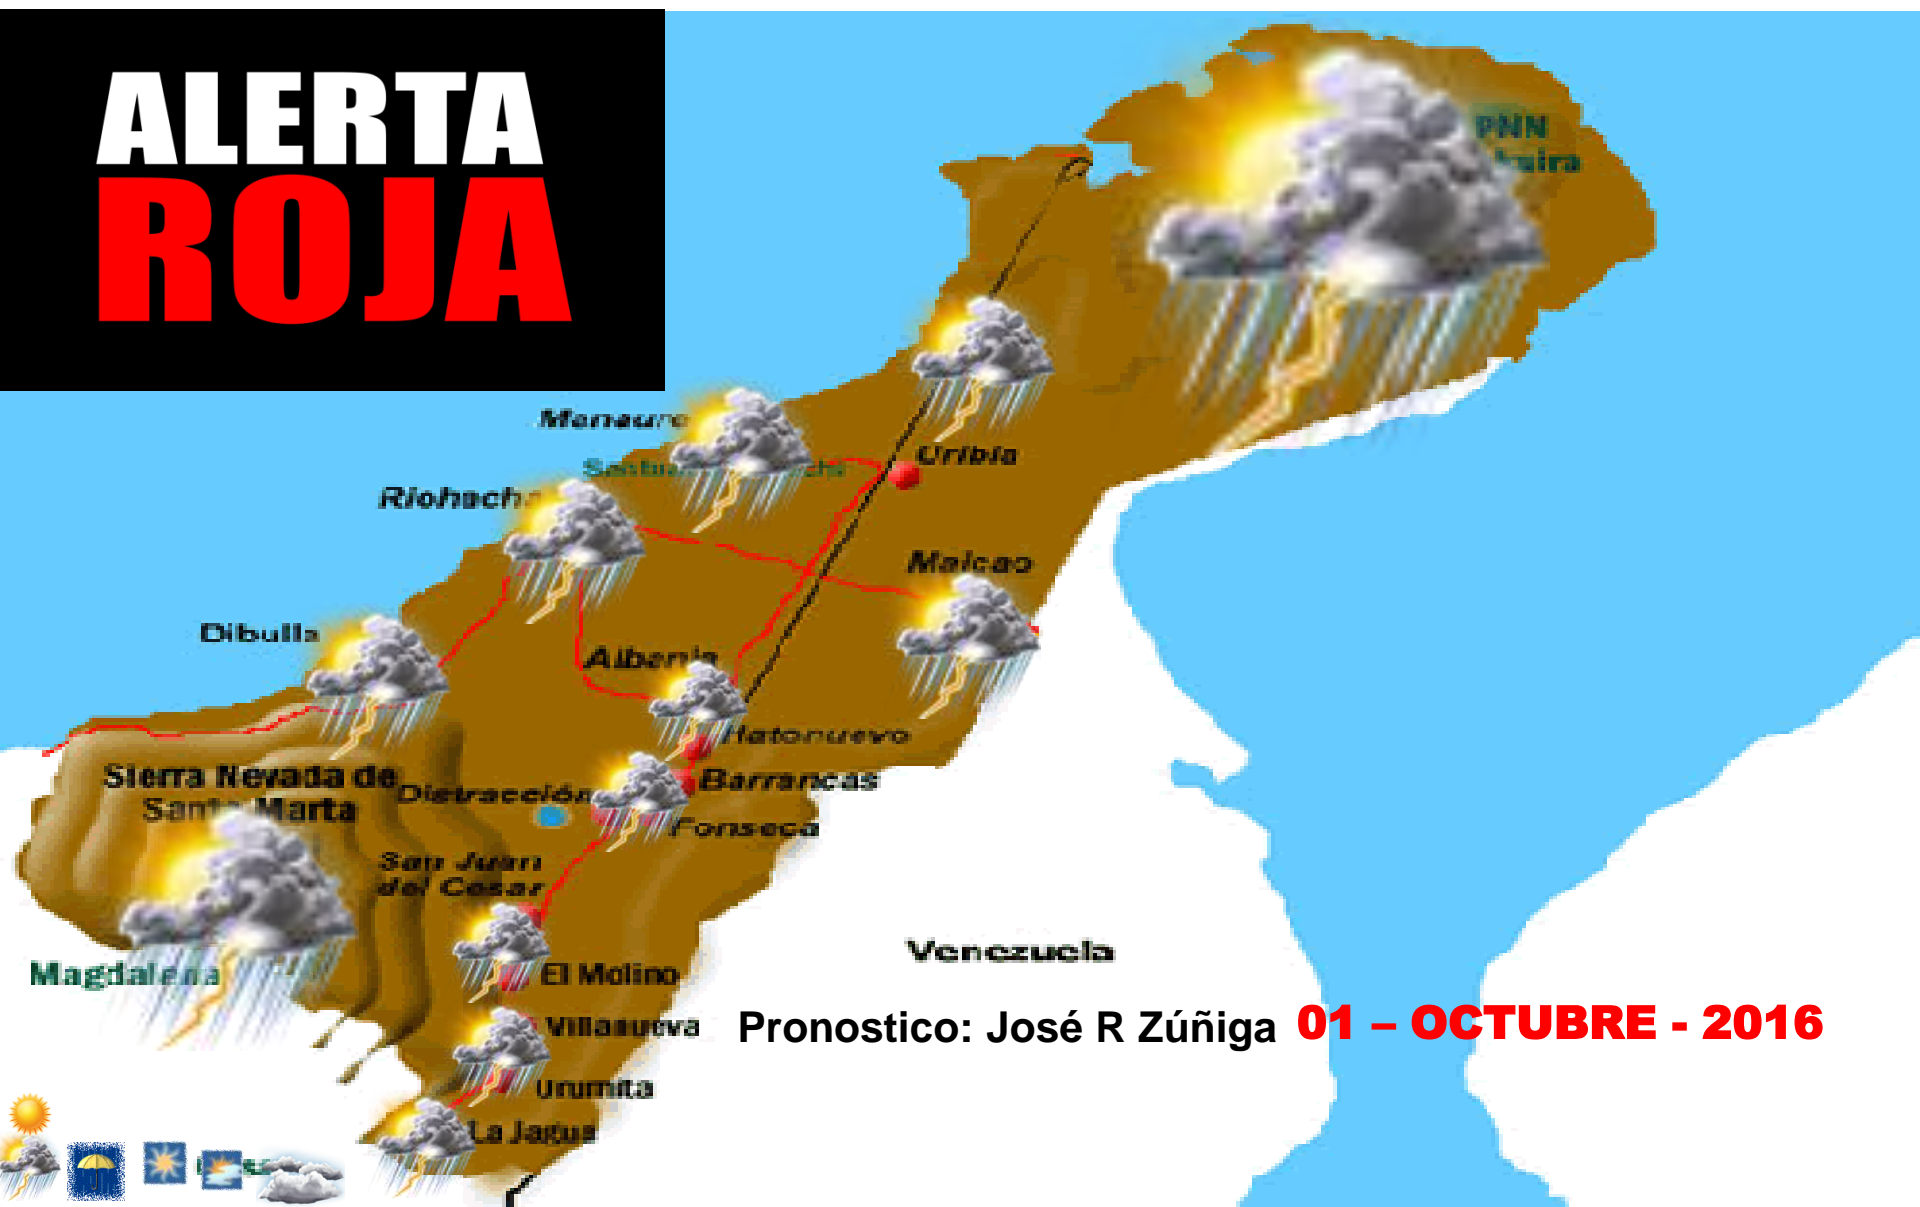 ALERTA
ROJA
PNN
Manaure
Uribia
Riohacha
Maicao
Dibulla
Albania
Hatonuevo
Sierra Nevada de
Santa Marta
Distracción
Barrancas
Fonseca
San Juan
del Cesar
Venezuela
Magdalena
El Molino
Villanueva
Pronostico: José R Zúñiga 01 – OCTUBRE - 2016
Urumita
La Jagua